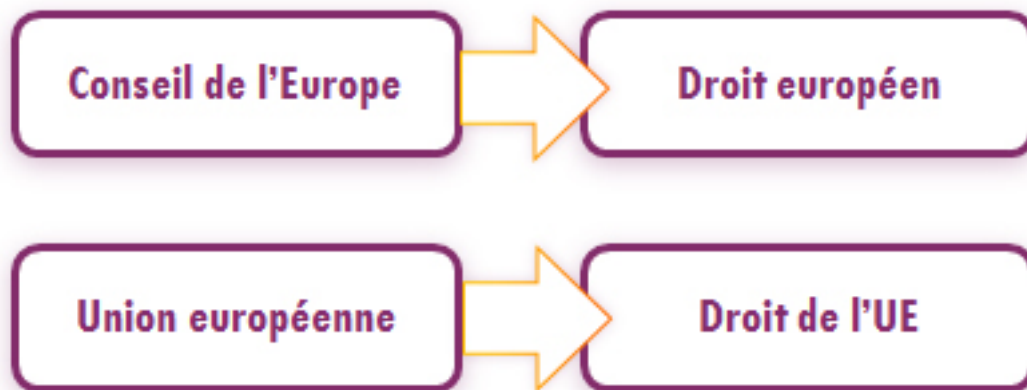 Conseil de l'Europe
Droit européen
Union européenne
Droit de l'UE